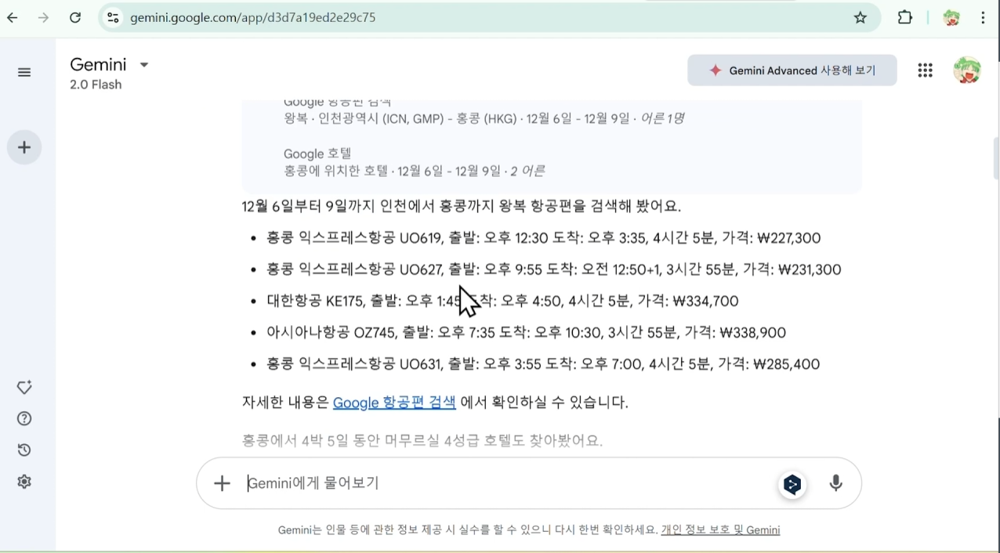 gemini.google.com/app/d3d7a19ed2e29c75
Gemini
2.0 Flash
Gemini Advanced 사용해 보기
Google 항공편 검색
왕복 · 인천광역시 (ICN, GMP) - 홍콩 (HKG) · 12월 6일 - 12월 9일 · 어른 1명
Google 호텔
홍콩에 위치한 호텔 · 12월 6일 - 12월 9일 · 2 어른
12월 6일부터 9일까지 인천에서 홍콩까지 왕복 항공편을 검색해 봤어요.
• 홍콩 익스프레스항공 UO619, 출발: 오후 12:30 도착: 오후 3:35, 4시간 5분, 가격: ₩227,300
• 홍콩 익스프레스항공 UO627, 출발: 오후 9:55 도착: 오전 12:50+1, 3시간 55분, 가격: ₩231,300
• 대한항공 KE175, 출발: 오후 1:45 도착: 오후 4:50, 4시간 5분, 가격: ₩334,700
• 아시아나항공 OZ745, 출발: 오후 7:35 도착: 오후 10:30, 3시간 55분, 가격: ₩338,900
• 홍콩 익스프레스항공 UO631, 출발: 오후 3:55 도착: 오후 7:00, 4시간 5분, 가격: ₩285,400
자세한 내용은 Google 항공편 검색 에서 확인하실 수 있습니다.
홍콩에서 4박 5일 동안 머무르실 4성급 호텔도 찾아봤어요.
Gemini에게 물어보기
Gemini는 인물 등에 관한 정보 제공 시 실수를 할 수 있으니 다시 한번 확인하세요. 개인 정보 보호 및 Gemini